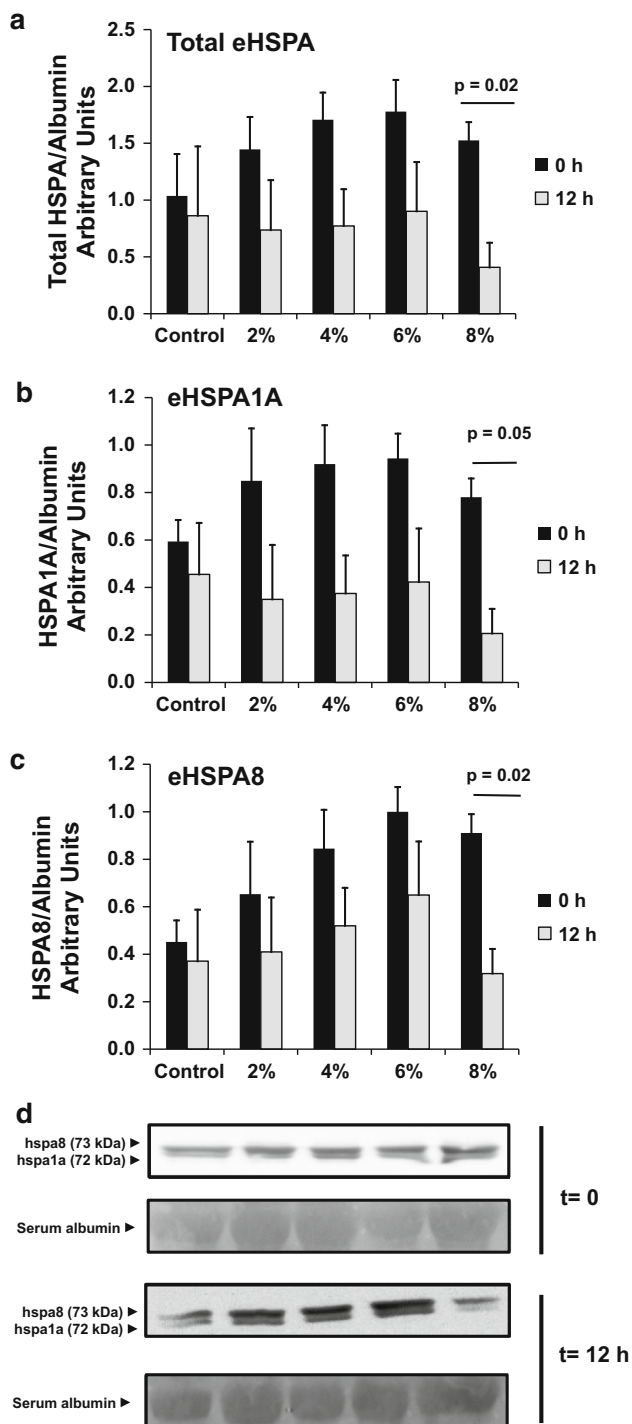 a
Total eHSPA
Total HSPA/Albumin
Arbitrary Units
2.5
2.0
1.5
1.0
0.5
0.0
p = 0.02
0 h
12 h
Control 2% 4% 6% 8%
b
eHSPA1A
HSPA1A/Albumin
Arbitrary Units
1.2
1.0
0.8
0.6
0.4
0.2
0.0
p = 0.05
0 h
12 h
Control 2% 4% 6% 8%
c
eHSPA8
HSPA8/Albumin
Arbitrary Units
1.2
1.0
0.8
0.6
0.4
0.2
0.0
p = 0.02
0 h
12 h
Control 2% 4% 6% 8%
d
hspa8 (73 kDa)
hspa1a (72 kDa)
Serum albumin
t= 0
hspa8 (73 kDa)
hspa1a (72 kDa)
Serum albumin
t= 12 h